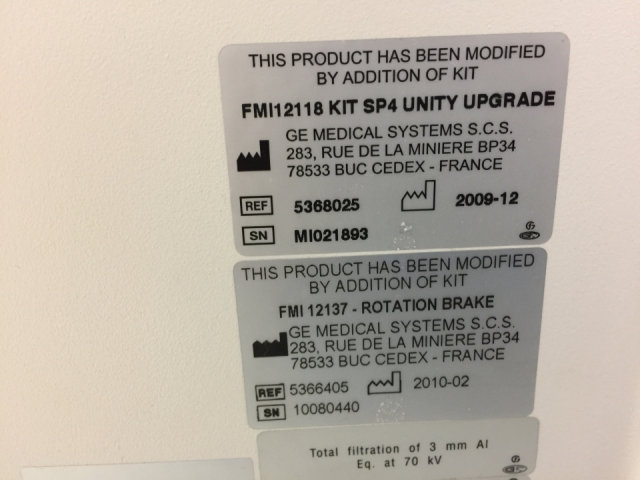 THIS PRODUCT HAS BEEN MODIFIED
BY ADDITION OF KIT
FMI12118 KIT SP4 UNITY UPGRADE
GE MEDICAL SYSTEMS S.C.S.
283, RUE DE LA MINIERE BP34
78533 BUC CEDEX - FRANCE
REF 5368025 2009-12
SN MI021893
THIS PRODUCT HAS BEEN MODIFIED
BY ADDITION OF KIT
FMI 12137 - ROTATION BRAKE
GE MEDICAL SYSTEMS S.C.S.
283, RUE DE LA MINIERE BP34
78533 BUC CEDEX - FRANCE
REF 5366405 2010-02
SN 10080440
Total filtration of 3 mm Al
Eq. at 70 kV